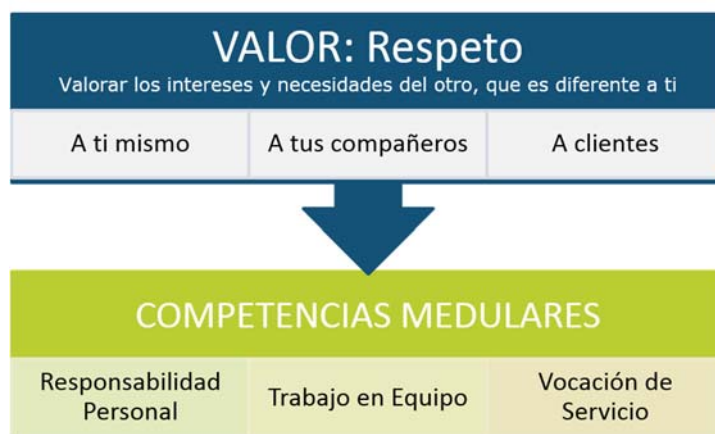 VALOR: Respeto
Valorar los intereses y necesidades del otro, que es diferente a ti
A ti mismo
A tus compañeros
A clientes
COMPETENCIAS MEDULARES
Responsabilidad
Personal
Trabajo en Equipo
Vocación de
Servicio